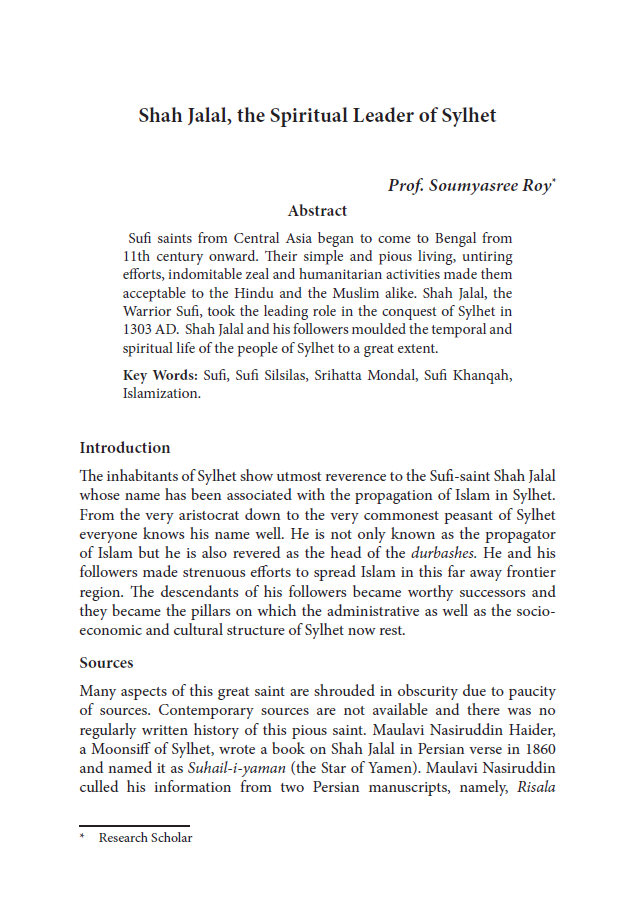 Shah Jalal, the Spiritual Leader of Sylhet
Prof. Soumyasree Roy*
Abstract
Sufi saints from Central Asia began to come to Bengal from
11th century onward. Their simple and pious living, untiring
efforts, indomitable zeal and humanitarian activities made them
acceptable to the Hindu and the Muslim alike. Shah Jalal, the
Warrior Sufi, took the leading role in the conquest of Sylhet in
1303 AD. Shah Jalal and his followers moulded the temporal and
spiritual life of the people of Sylhet to a great extent.
Key Words: Sufi, Sufi Silsilas, Srihatta Mondal, Sufi Khanqah,
Islamization.
Introduction
The inhabitants of Sylhet show utmost reverence to the Sufi-saint Shah Jalal
whose name has been associated with the propagation of Islam in Sylhet.
From the very aristocrat down to the very commonest peasant of Sylhet
everyone knows his name well. He is not only known as the propagator
of Islam but he is also revered as the head of the durbashes. He and his
followers made strenuous efforts to spread Islam in this far away frontier
region. The descendants of his followers became worthy successors and
they became the pillars on which the administrative as well as the socio-
economic and cultural structure of Sylhet now rest.
Sources
Many aspects of this great saint are shrouded in obscurity due to paucity
of sources. Contemporary sources are not available and there was no
regularly written history of this pious saint. Maulavi Nasiruddin Haider,
a Moonsiff of Sylhet, wrote a book on Shah Jalal in Persian verse in 1860
and named it as Suhail-i-yaman (the Star of Yamen). Maulavi Nasiruddin
culled his information from two Persian manuscripts, namely, Risala
* Research Scholar